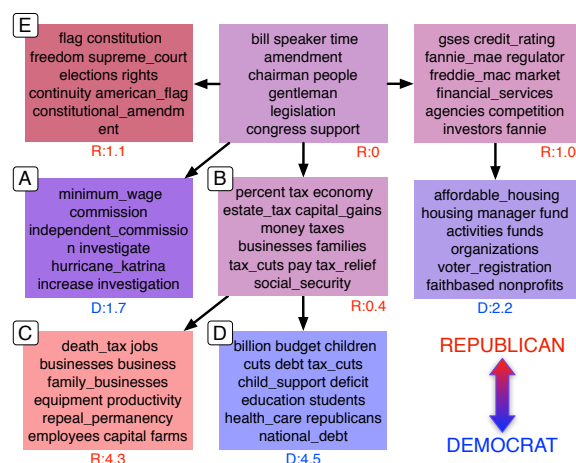 E
flag constitution
freedom supreme_court
elections rights
continuity american_flag
constitutional_amendm
ent
R:1.1
bill speaker time
amendment
chairman people
gentleman
legislation
congress support
R:0
gses credit_rating
fannie_mae regulator
freddie_mac market
financial_services
agencies competition
investors fannie
R:1.0
A
minimum_wage
commission
independent_commissio
n investigate
hurricane_katrina
increase investigation
D:1.7
B
percent tax economy
estate_tax capital_gains
money taxes
businesses families
tax_cuts pay tax_relief
social_security
R:0.4
affordable_housing
housing manager fund
activities funds
organizations
voter_registration
faithbased nonprofits
D:2.2
C
death_tax jobs
businesses business
family_businesses
equipment productivity
repeal_permanency
employees capital farms
R:4.3
D
billion budget children
cuts debt tax_cuts
child_support deficit
education students
health_care republicans
national_debt
D:4.5
REPUBLICAN
DEMOCRAT